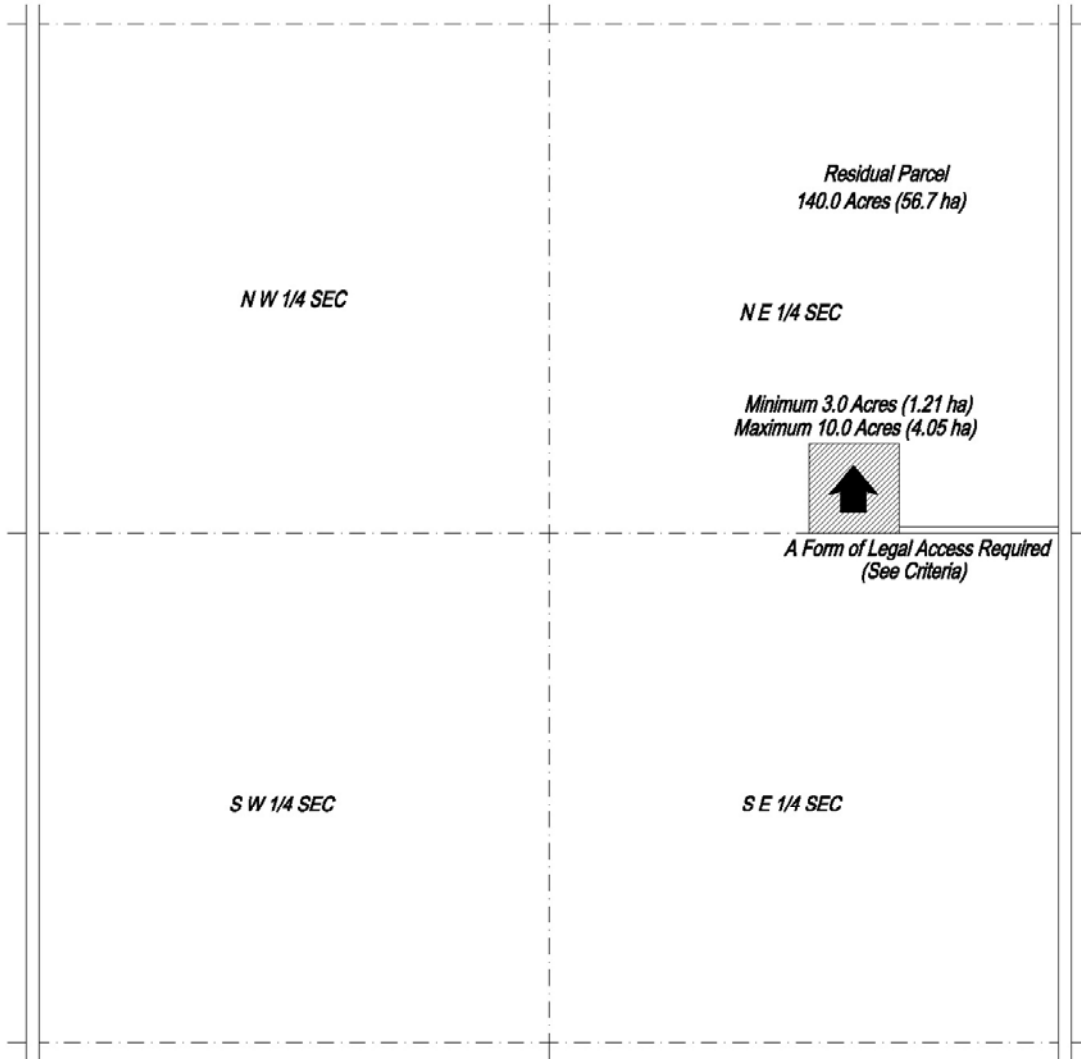 Residual Parcel
140.0 Acres (56.7 ha)
N W 1/4 SEC
N E 1/4 SEC
Minimum 3.0 Acres (1.21 ha)
Maximum 10.0 Acres (4.05 ha)
A Form of Legal Access Required
(See Criteria)
S W 1/4 SEC
S E 1/4 SEC